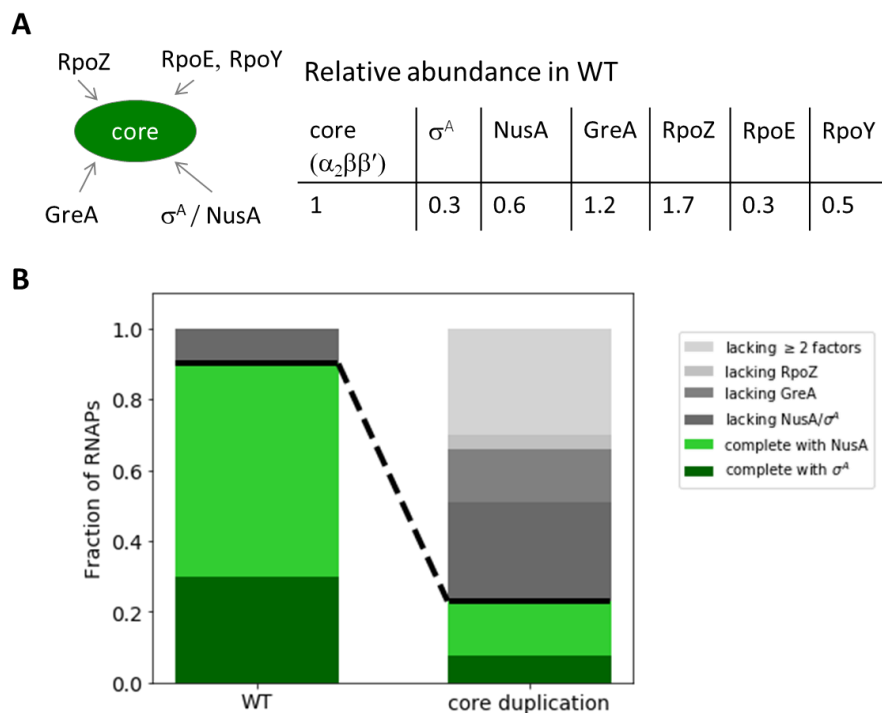 A
RpoZ
RpoE, RpoY
core
GreA
σA / NusA
Relative abundance in WT
core (α2ββ′) σA NusA GreA RpoZ RpoE RpoY
1 0.3 0.6 1.2 1.7 0.3 0.5
B
Fraction of RNAPs
1.0
0.8
0.6
0.4
0.2
0.0
WT
core duplication
lacking ≥ 2 factors
lacking RpoZ
lacking GreA
lacking NusA/σA
complete with NusA
complete with σA